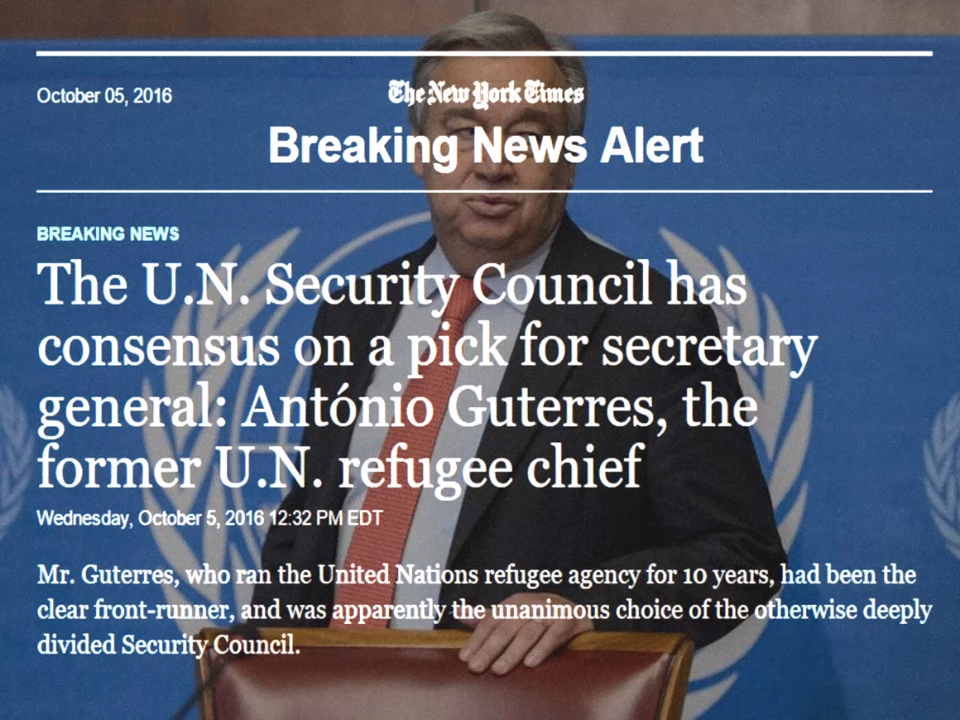 October 05, 2016
The New York Times
Breaking News Alert
BREAKING NEWS
The U.N. Security Council has
consensus on a pick for secretary
general: António Guterres, the
former U.N. refugee chief
Wednesday, October 5, 2016 12:32 PM EDT
Mr. Guterres, who ran the United Nations refugee agency for 10 years, had been the
clear front-runner, and was apparently the unanimous choice of the otherwise deeply
divided Security Council.